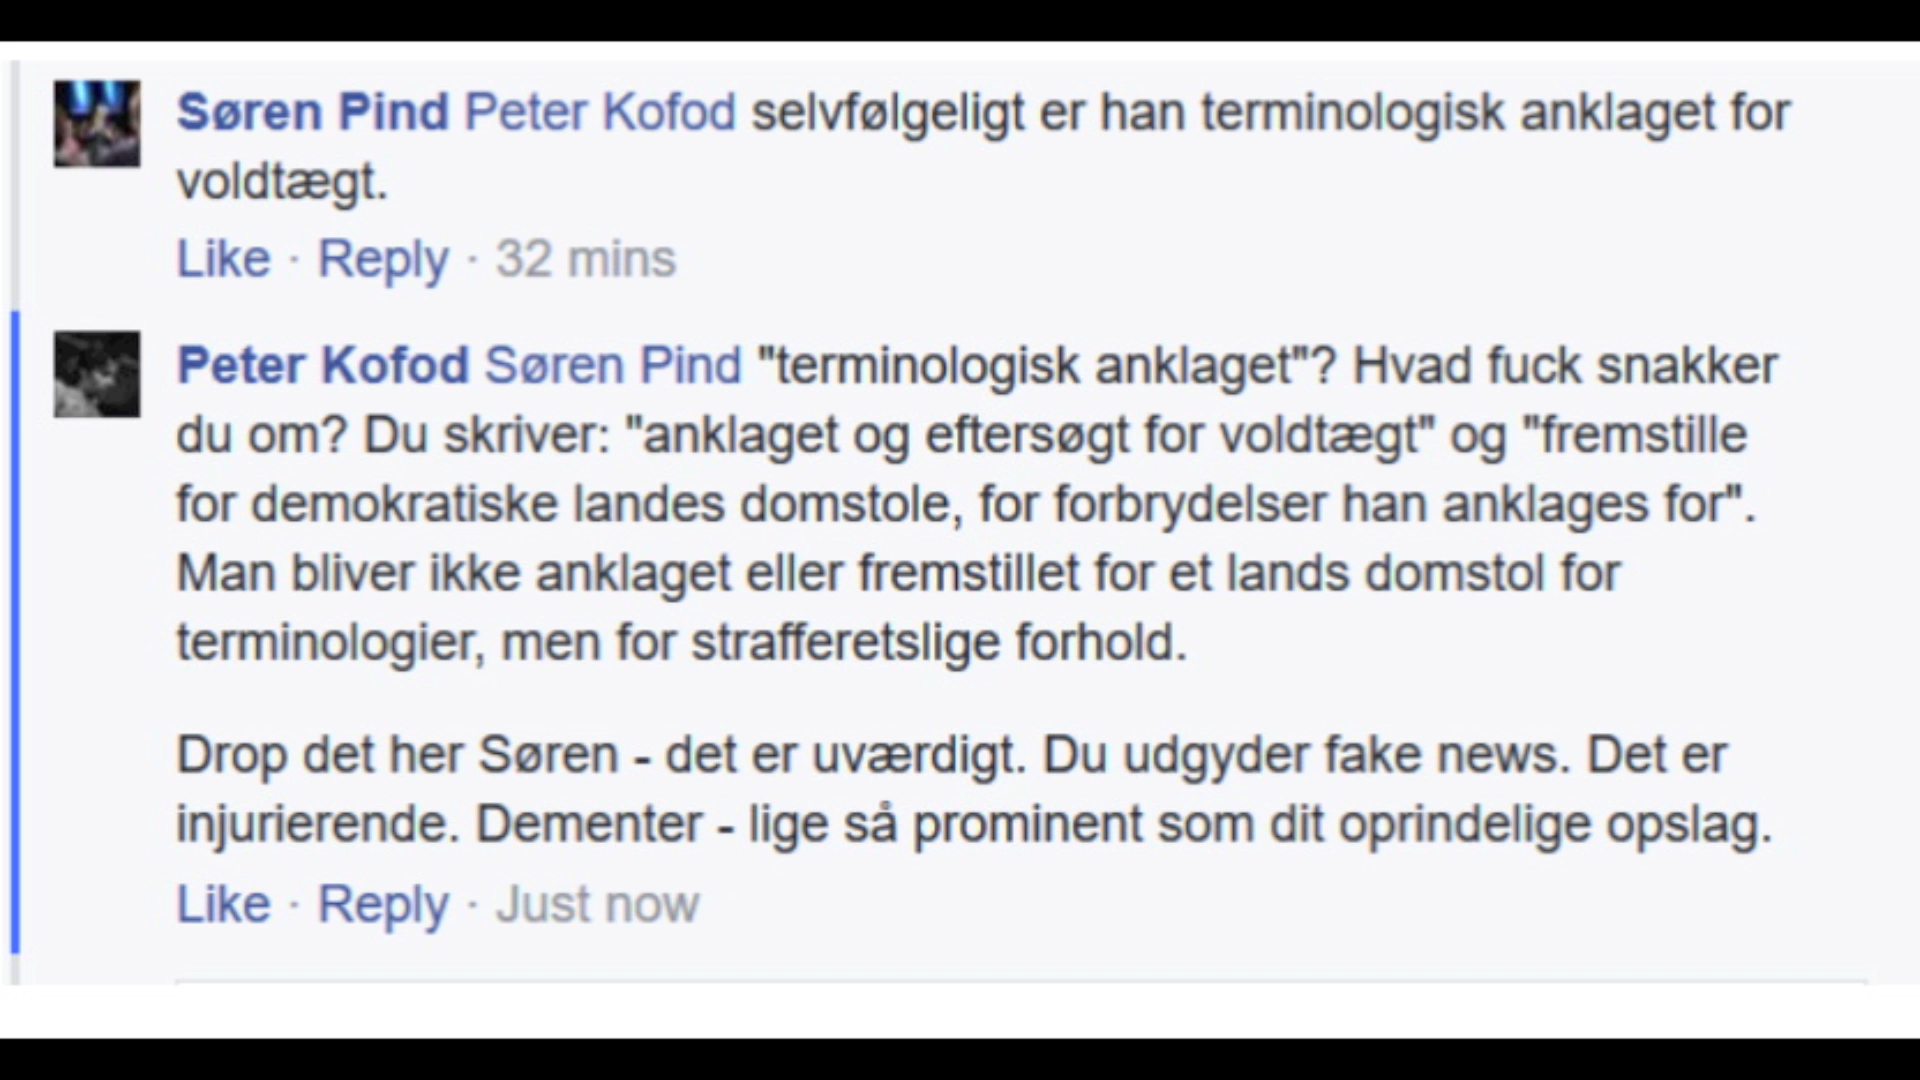 Søren Pind Peter Kofod selvfølgeligt er han terminologisk anklaget for
voldtægt.
Like · Reply · 32 mins
Peter Kofod Søren Pind "terminologisk anklaget"? Hvad fuck snakker
du om? Du skriver: "anklaget og eftersøgt for voldtægt" og "fremstille
for demokratiske landes domstole, for forbrydelser han anklages for".
Man bliver ikke anklaget eller fremstillet for et lands domstol for
terminologier, men for strafferetslige forhold.
Drop det her Søren - det er uværdigt. Du udgyder fake news. Det er
injurierende. Dementer - lige så prominent som dit oprindelige opslag.
Like · Reply · Just now